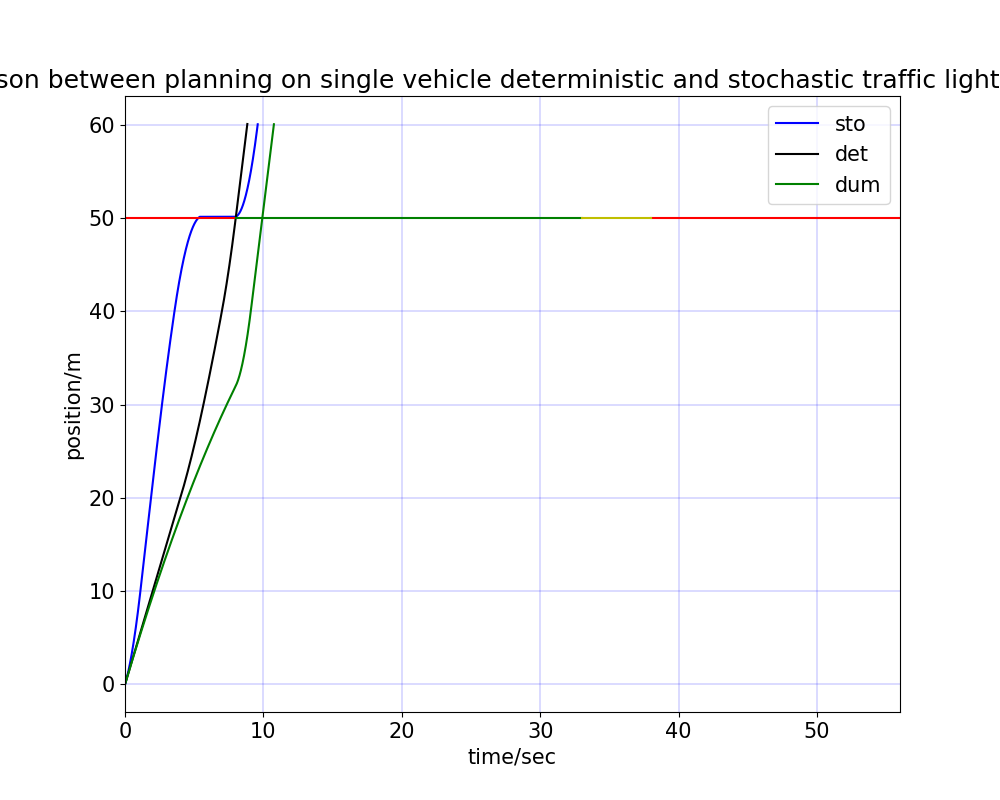 son between planning on single vehicle deterministic and stochastic traffic light
sto
det
dum
60
50
40
30
20
10
0
position/m
0 10 20 30 40 50
time/sec